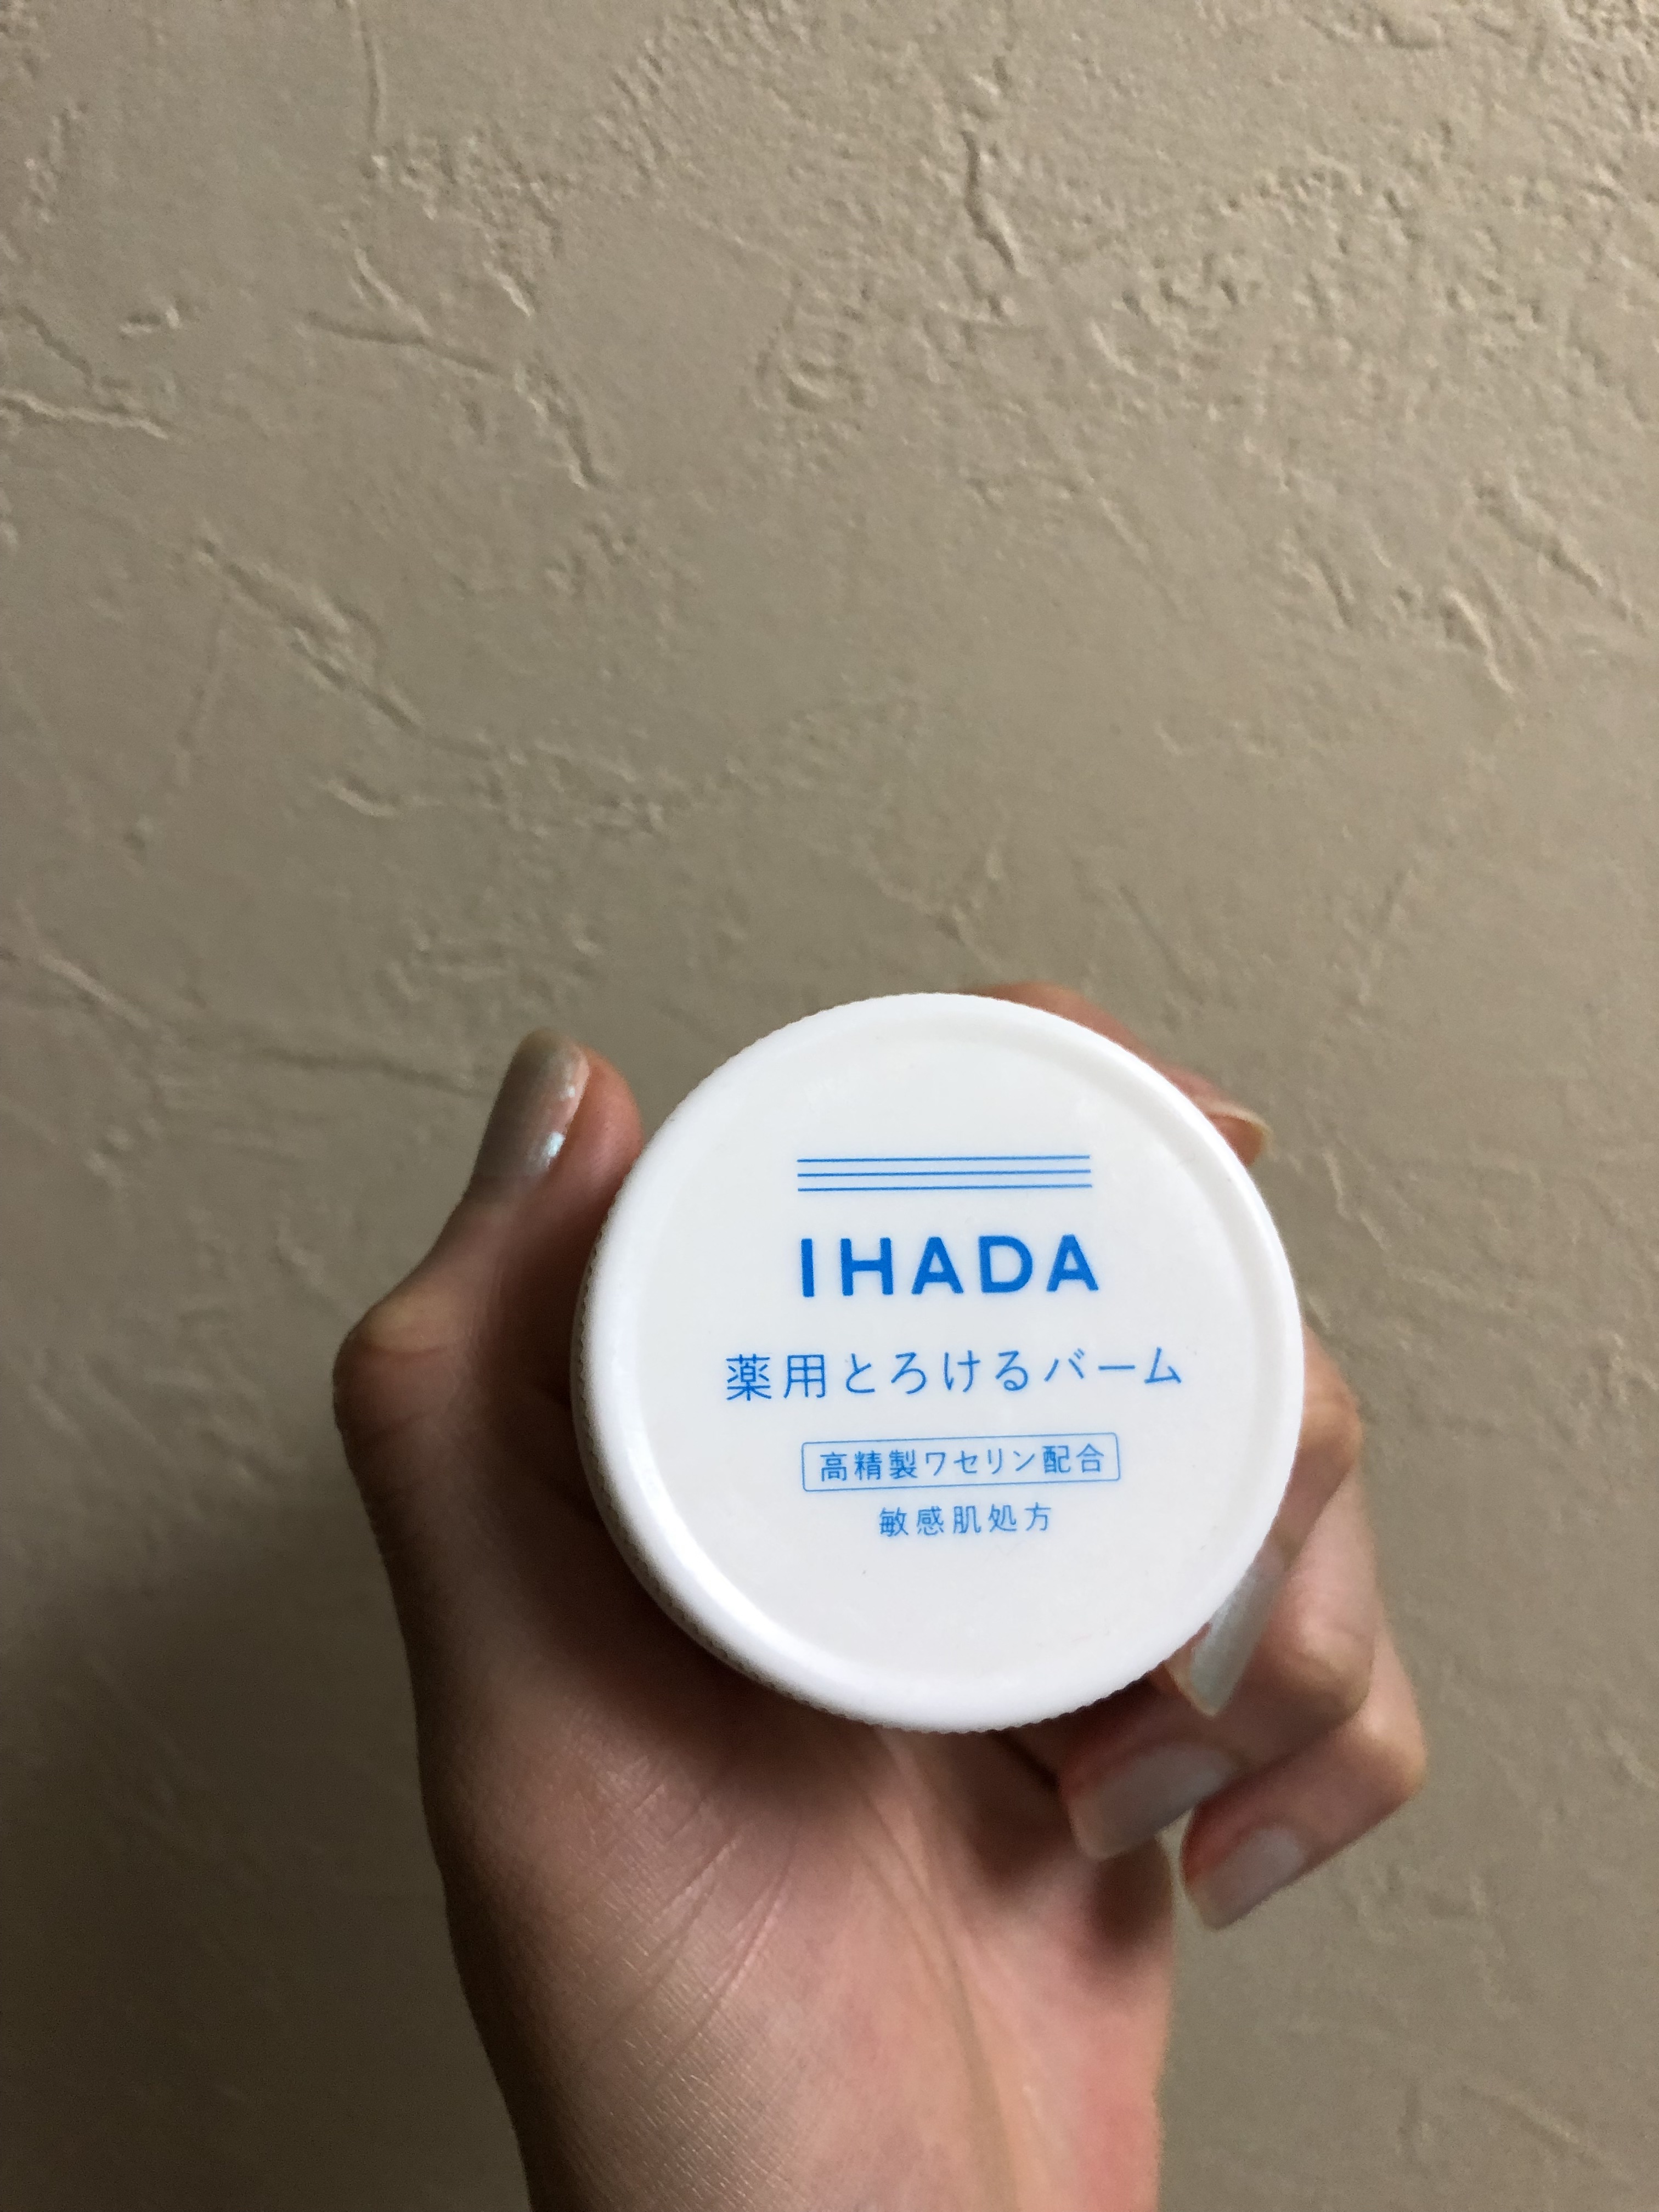 IHADA
薬用とろけるバーム
高精製ワセリン配合
敏感肌処方